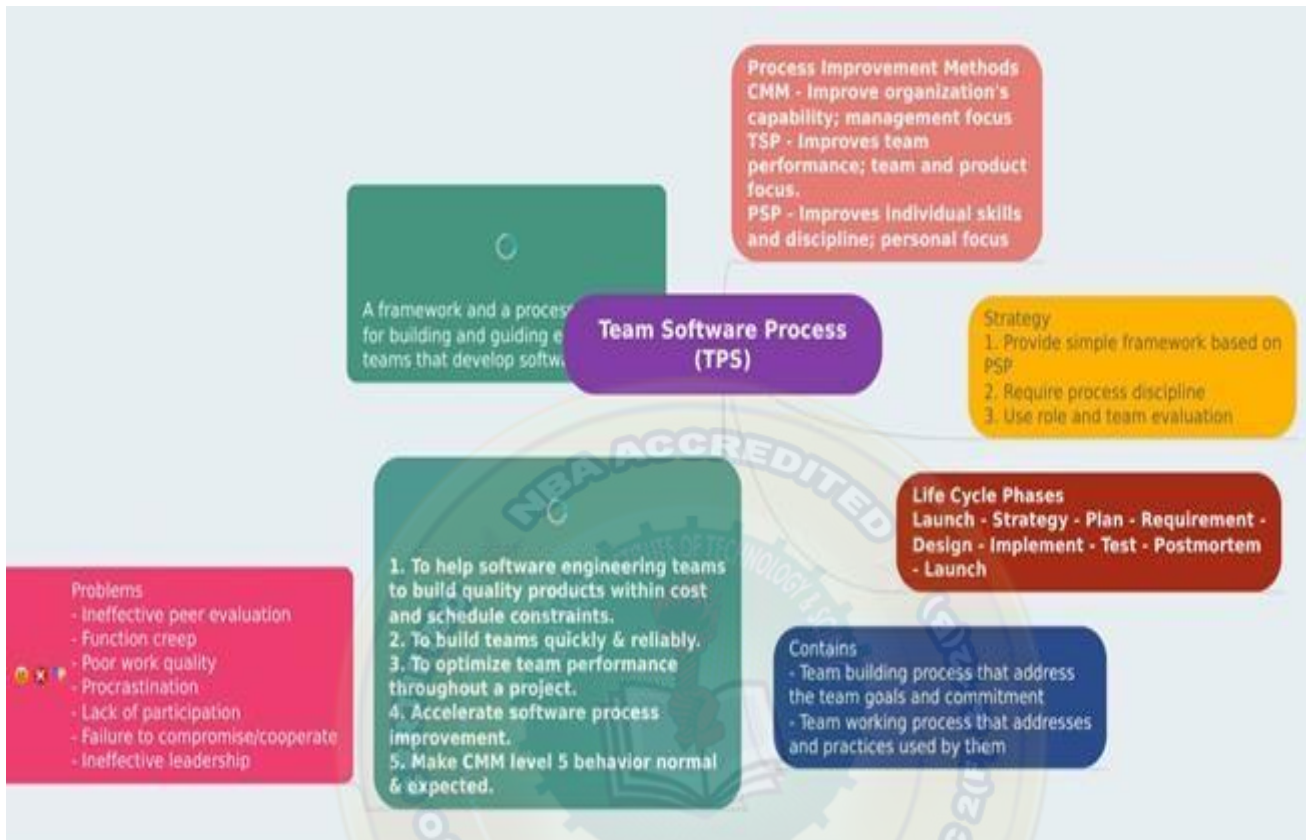 Process Improvement Methods
CMM - Improve organization's
capability; management focus
TSP - Improves team
performance; team and product
focus.
PSP - Improves individual skills
and discipline; personal focus
A framework and a process
for building and guiding
teams that develop
Team Software Process
(TPS)
Strategy
1. Provide simple framework based on
PSP
2. Require process discipline
3. Use role and team evaluation
Life Cycle Phases
Launch - Strategy - Plan - Requirement -
Design - Implement - Test - Postmortem
- Launch
1. To help software engineering teams
to build quality products within cost
and schedule constraints.
2. To build teams quickly & reliably.
3. To optimize team performance
throughout a project.
4. Accelerate software process
improvement.
5. Make CMM level 5 behavior normal
& expected.
Problems
- Ineffective peer evaluation
- Function creep
- Poor work quality
- Procrastination
- Lack of participation
- Failure to compromise/cooperate
- Ineffective leadership
Contains
- Team building process that address
the team goals and commitment
- Team working process that addresses
and practices used by them
NBA ACCREDITED